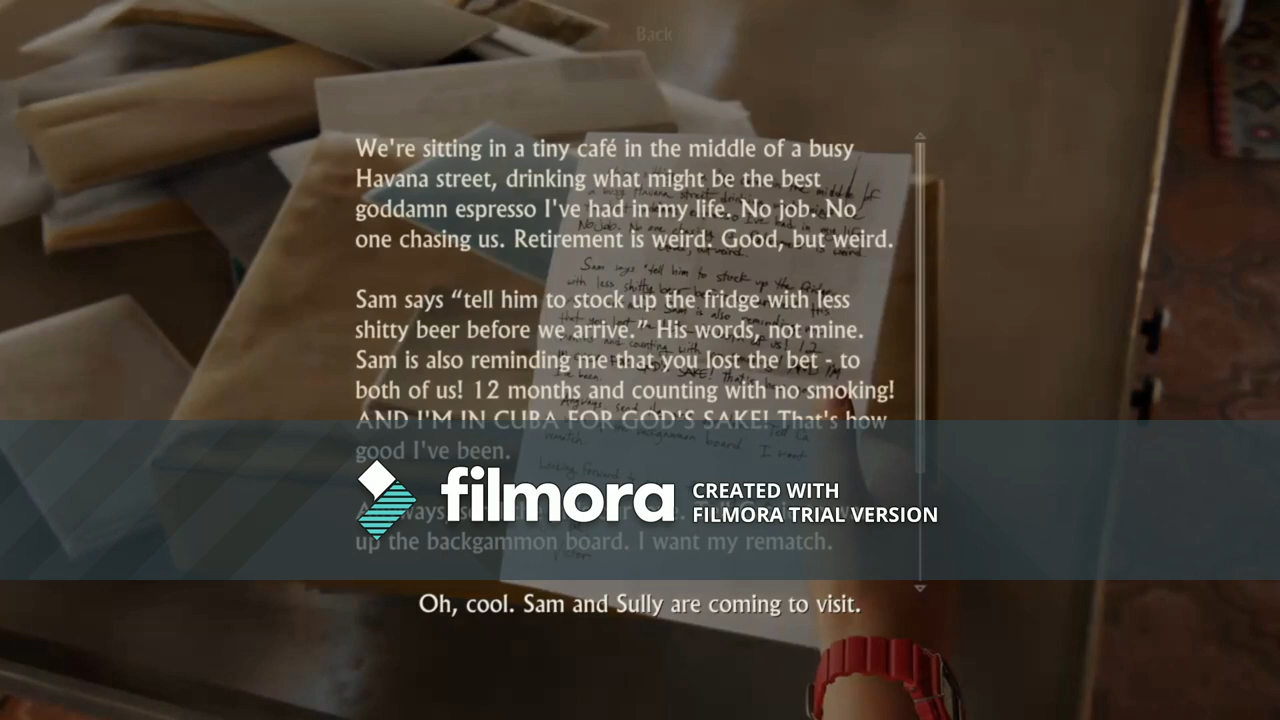 Back
We're sitting in a tiny café in the middle of a busy
Havana street, drinking what might be the best
goddamn espresso I've had in my life. No job. No
one chasing us. Retirement is weird. Good, but weird.
Sam says “tell him to stock up the fridge with less
shitty beer before we arrive.” His words, not mine.
Sam is also reminding me that you lost the bet - to
both of us! 12 months and counting with no smoking!
AND I'M IN CUBA FOR GOD'S SAKE! That's how
good I've been.
filmora
CREATED WITH
FILMORA TRIAL VERSION
up the backgammon board. I want my rematch.
Oh, cool. Sam and Sully are coming to visit.